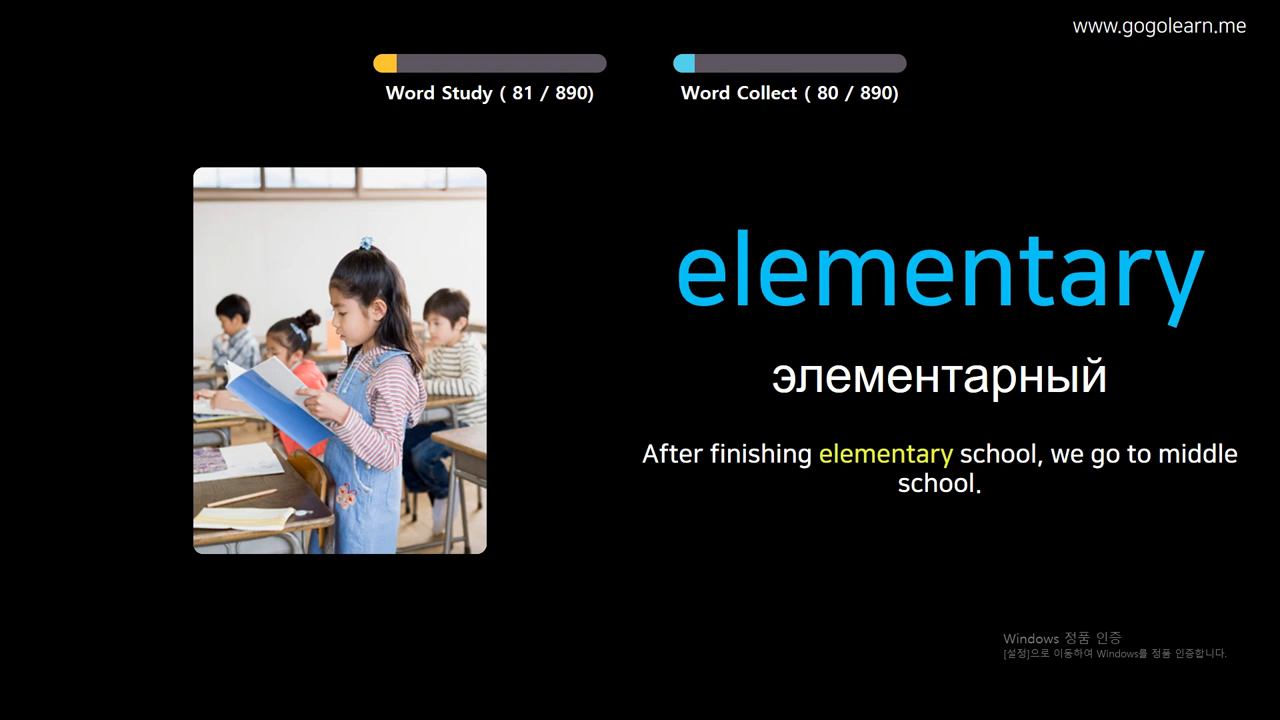 www.gogolearn.me
Word Study ( 81 / 890)
Word Collect ( 80 / 890)
elementary
элементарный
After finishing elementary school, we go to middle
school.
Windows 정품 인증
[설정]으로 이동하여 Windows를 정품 인증합니다.